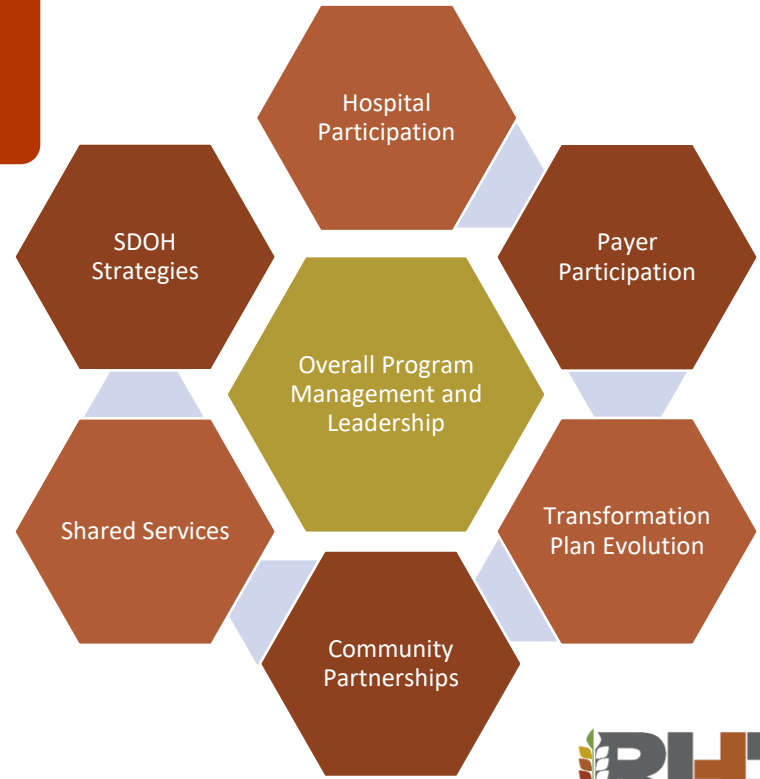 Hospital
Participation
SDOH
Strategies
Payer
Participation
Overall Program
Management and
Leadership
Shared Services
Transformation
Plan Evolution
Community
Partnerships